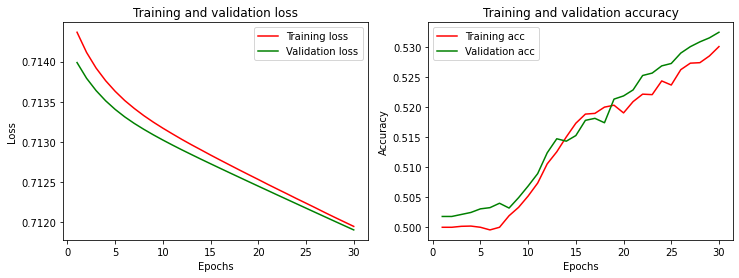 Training and validation loss
Training loss
Validation loss
0.7140
0.7135
0.7130
0.7125
0.7120
Loss
0 5 10 15 20 25 30
Epochs
Training and validation accuracy
Training acc
Validation acc
0.530
0.525
0.520
0.515
0.510
0.505
0.500
Accuracy
0 5 10 15 20 25 30
Epochs